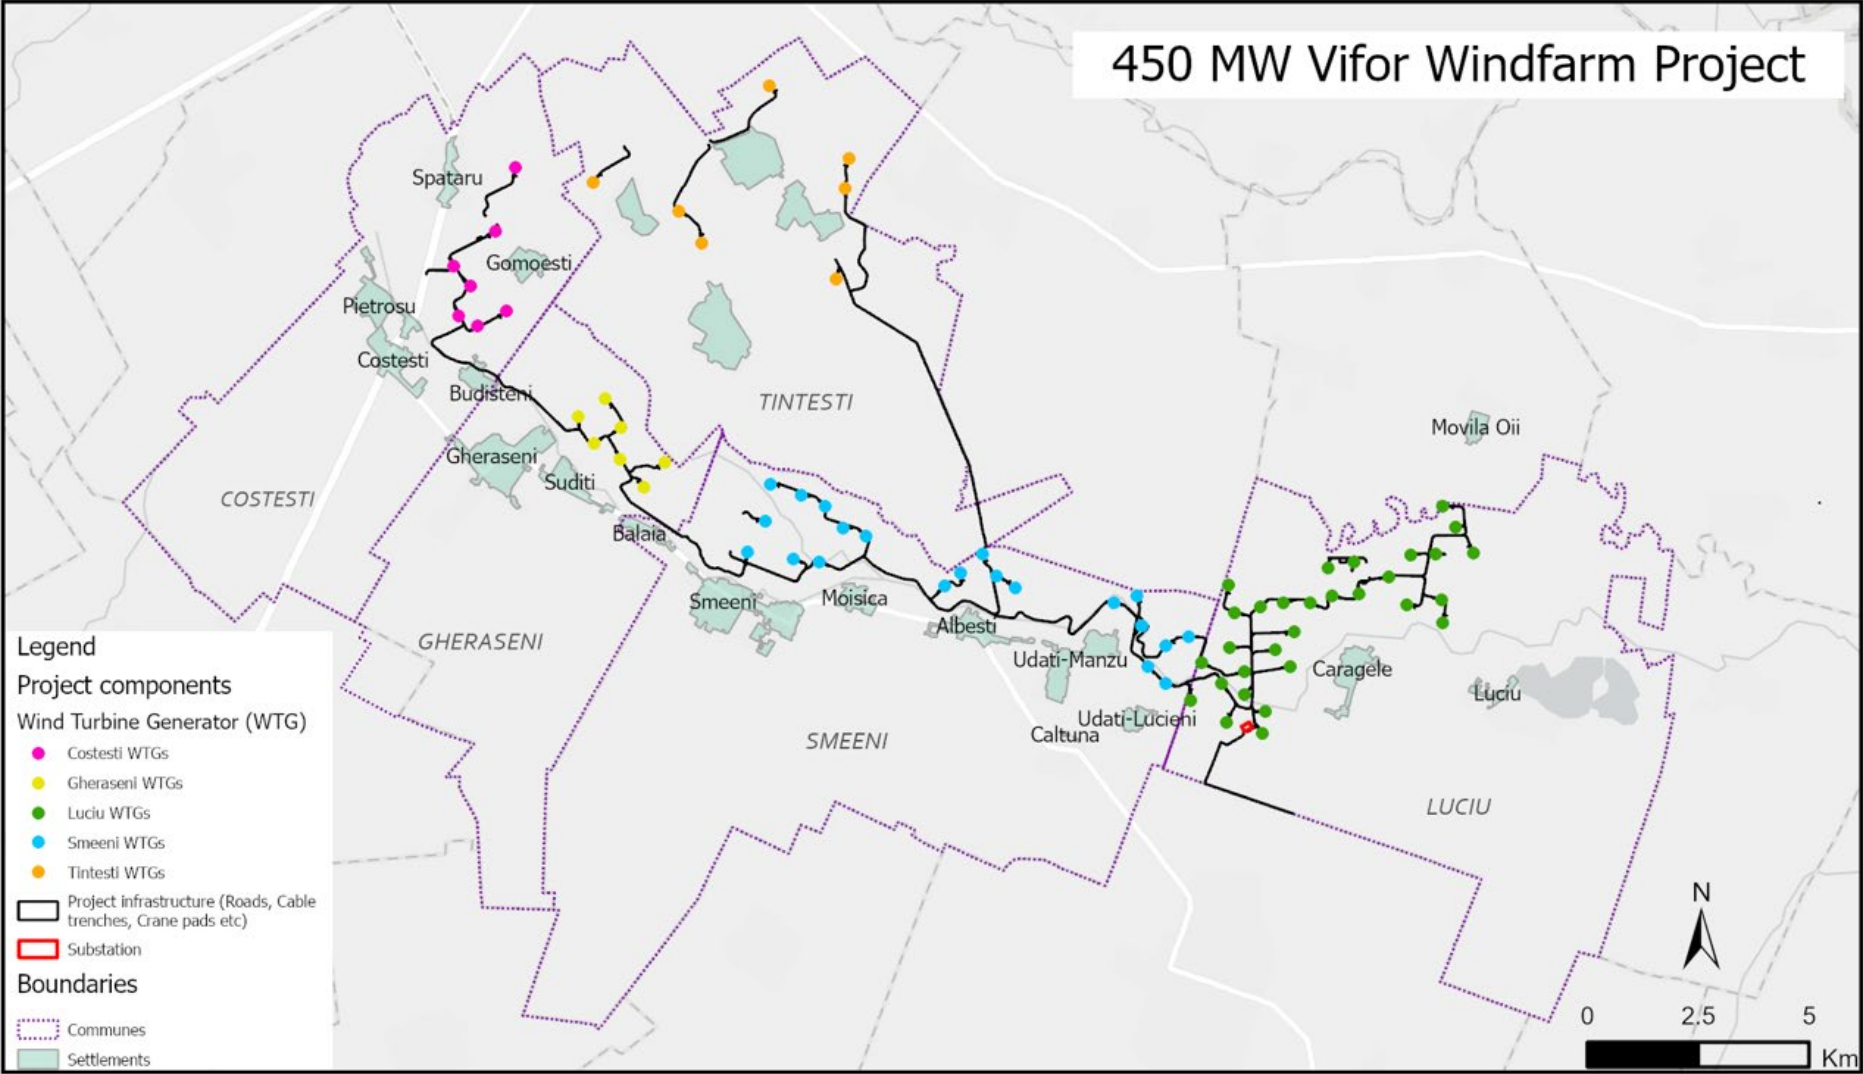 450 MW Vifor Windfarm Project
Spataru
Gomoesti
Pietrosu
Costesti
Budisteni
TINTESTI
Movila Oii
Gheraseni
Suditi
COSTESTI
Balaia
Smeeni
Moisica
Albesti
GHERASENI
Udati-Manzu
Caragele
Luciu
Udati-Lucieni
Caltuna
SMEENI
LUCIU
Legend
Project components
Wind Turbine Generator (WTG)
Costesti WTGs
Gheraseni WTGs
Luciu WTGs
Smeeni WTGs
Tintesti WTGs
Project infrastructure (Roads, Cable
trenches, Crane pads etc)
Substation
Boundaries
Communes
Settlements
N
0 2.5 5
Km